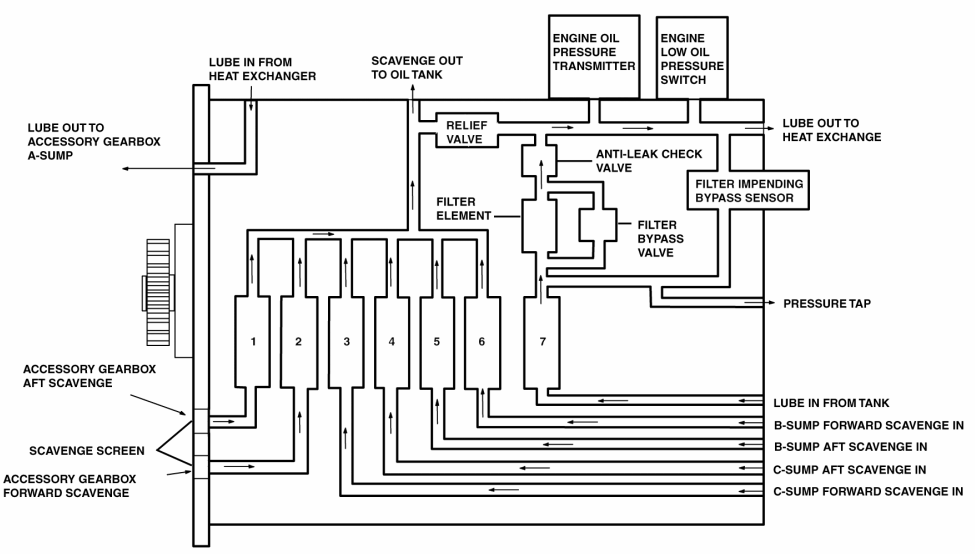 ENGINE OIL
PRESSURE
TRANSMITTER
ENGINE
LOW OIL
PRESSURE
SWITCH
LUBE IN FROM
HEAT EXCHANGER
SCAVENGE OUT
TO OIL TANK
LUBE OUT TO
ACCESSORY GEARBOX
A-SUMP
RELIEF
VALVE
LUBE OUT TO
HEAT EXCHANGE
ANTI-LEAK CHECK
VALVE
FILTER IMPENDING
BYPASS SENSOR
FILTER
ELEMENT
FILTER
BYPASS
VALVE
PRESSURE TAP
1
2
3
4
5
6
7
ACCESSORY GEARBOX
AFT SCAVENGE
LUBE IN FROM TANK
B-SUMP FORWARD SCAVENGE IN
B-SUMP AFT SCAVENGE IN
SCAVENGE SCREEN
C-SUMP AFT SCAVENGE IN
ACCESSORY GEARBOX
FORWARD SCAVENGE
C-SUMP FORWARD SCAVENGE IN